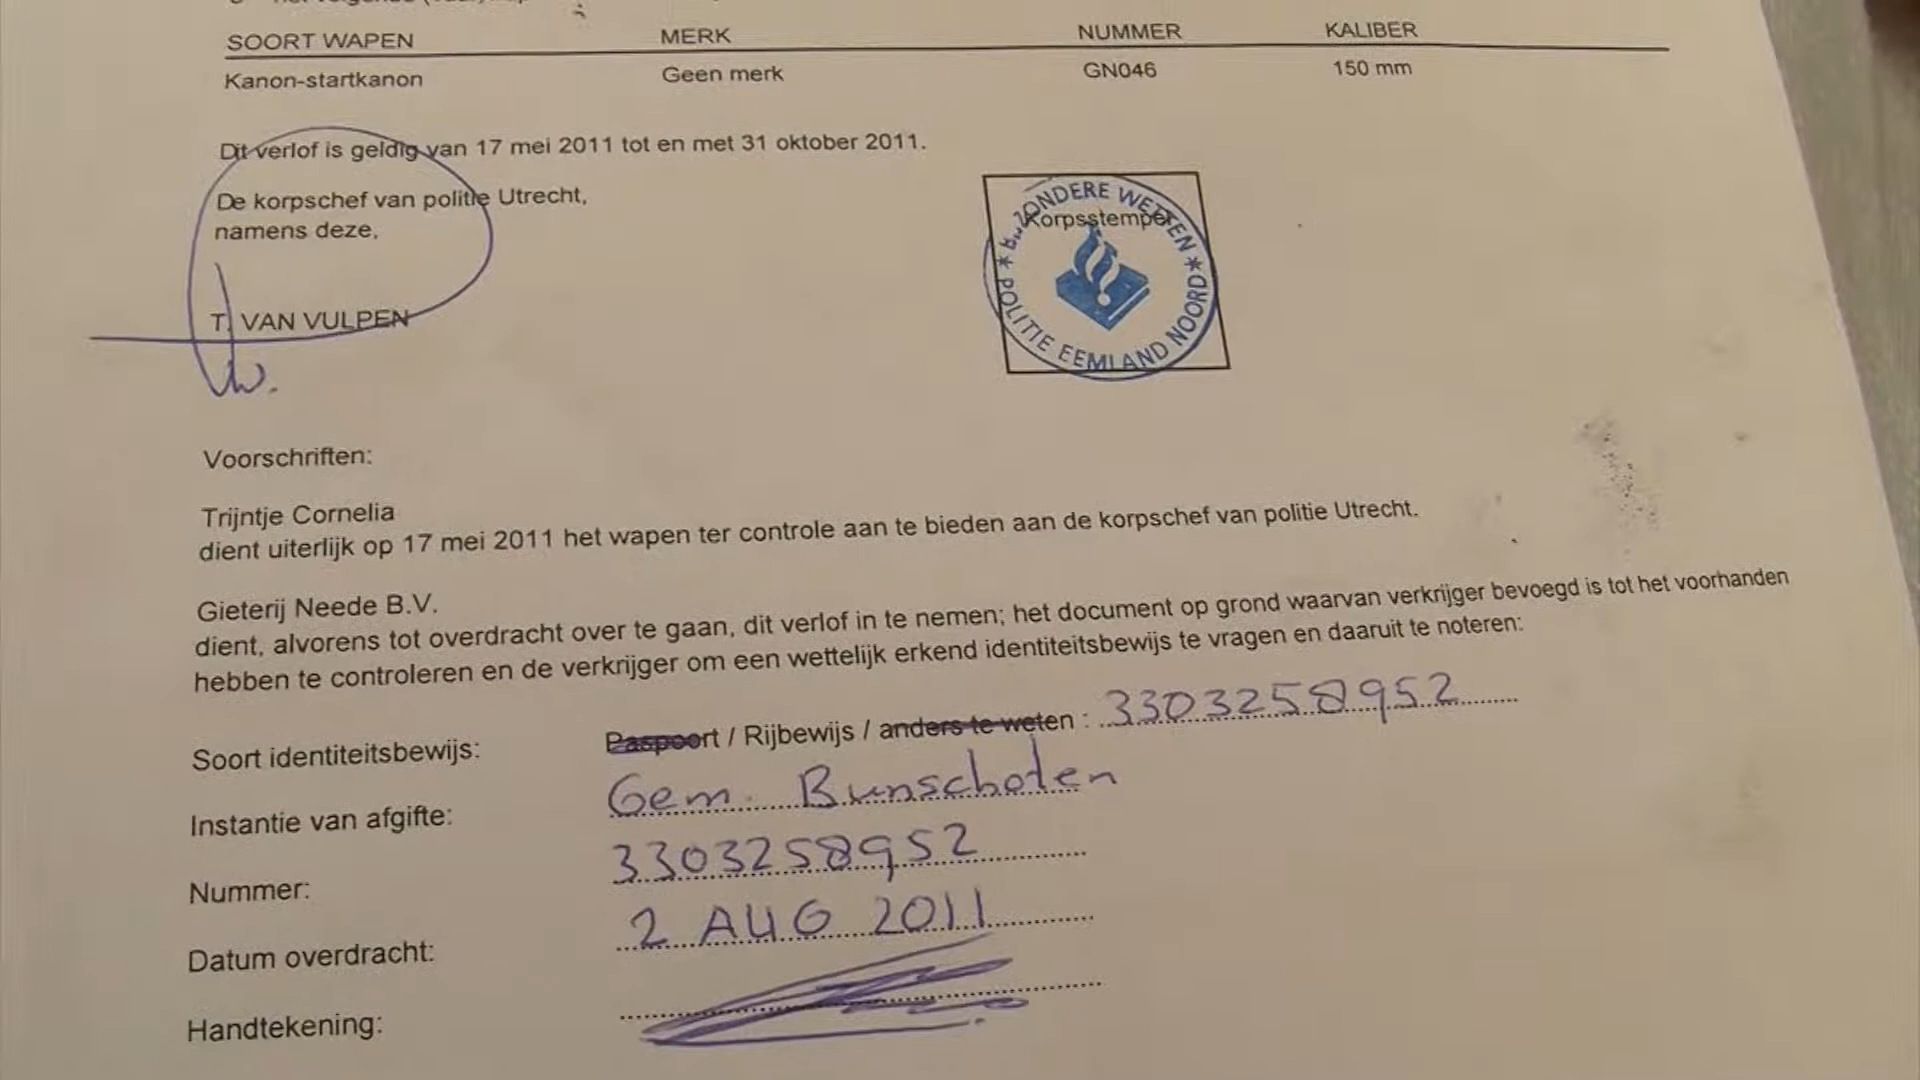 SOORT WAPEN MERK NUMMER KALIBER
Kanon-startkanon Geen merk GN046 150 mm
Dit verlof is geldig van 17 mei 2011 tot en met 31 oktober 2011.
De korpschef van politie Utrecht,
namens deze,
T. VAN VULPEN
Korpsstempel
BIJZONDERE WETTEN
* POLITIE EEMLAND NOORD *
Voorschriften:
Trijntje Cornelia
dient uiterlijk op 17 mei 2011 het wapen ter controle aan te bieden aan de korpschef van politie Utrecht.
Gieterij Neede B.V.
dient, alvorens tot overdracht over te gaan, dit verlof in te nemen; het document op grond waarvan verkrijger bevoegd is tot het voorhanden
hebben te controleren en de verkrijger om een wettelijk erkend identiteitsbewijs te vragen en daaruit te noteren:
Soort identiteitsbewijs: Paspoort / Rijbewijs / anders te weten : 3303258952
Instantie van afgifte: Gem. Bunschoten
Nummer: 3303258952
Datum overdracht: 2 AUG 2011
Handtekening: